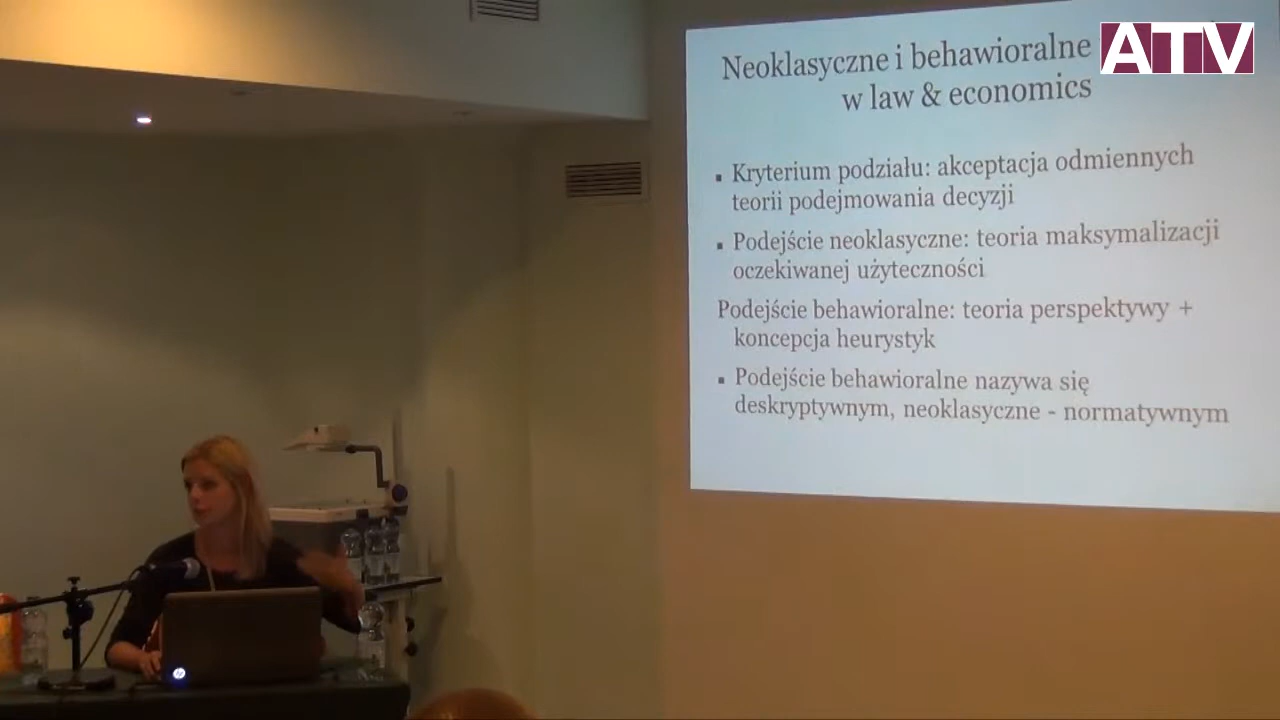 ATV
Neoklasyczne i behawioralne
w law & economics
▪ Kryterium podziału: akceptacja odmiennych
teorii podejmowania decyzji
▪ Podejście neoklasyczne: teoria maksymalizacji
oczekiwanej użyteczności
Podejście behawioralne: teoria perspektywy +
koncepcja heurystyk
▪ Podejście behawioralne nazywa się
deskryptywnym, neoklasyczne - normatywnym
hp